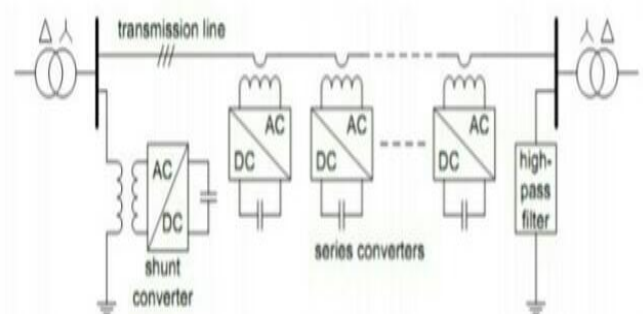 transmission line
AC
DC
AC
DC
AC
DC
AC
DC
high-
pass
filter
shunt
converter
series converters